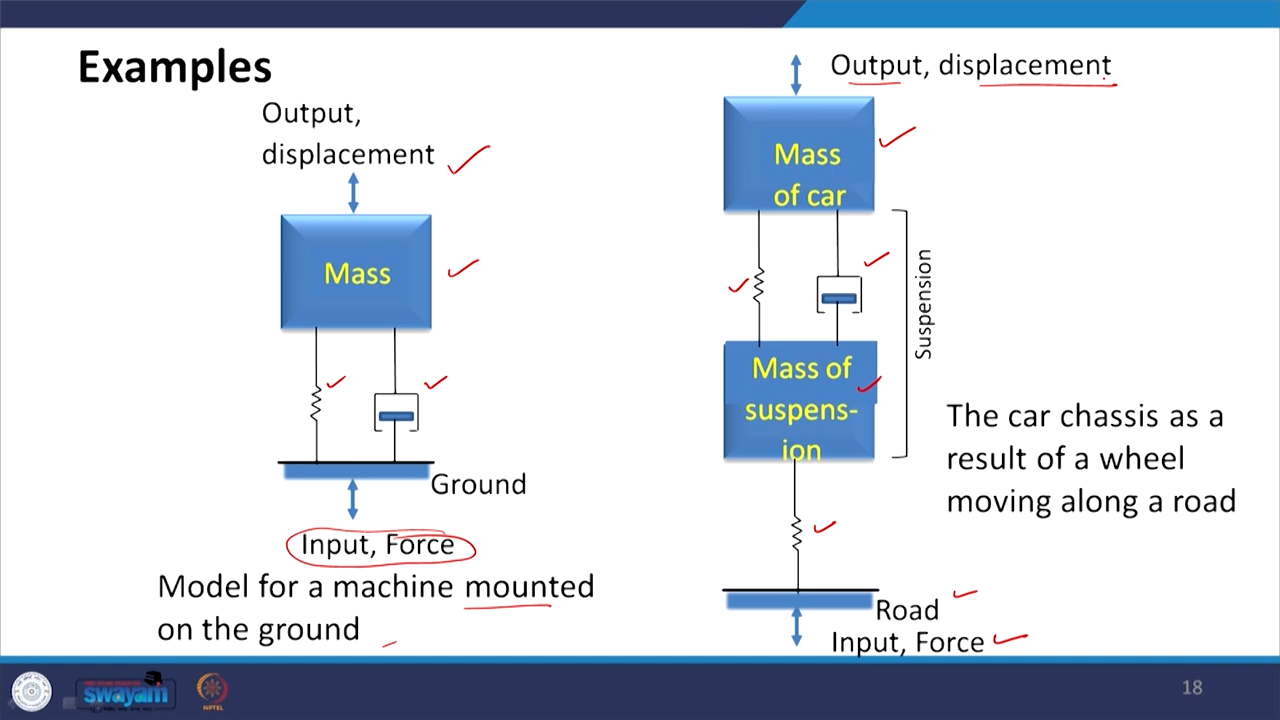 Examples
Output,
displacement
Mass
Ground
Input, Force
Model for a machine mounted
on the ground
Output, displacement
Mass
of car
Suspension
Mass of
suspens-
ion
The car chassis as a
result of a wheel
moving along a road
Road
Input, Force
swayam
NPTEL
18